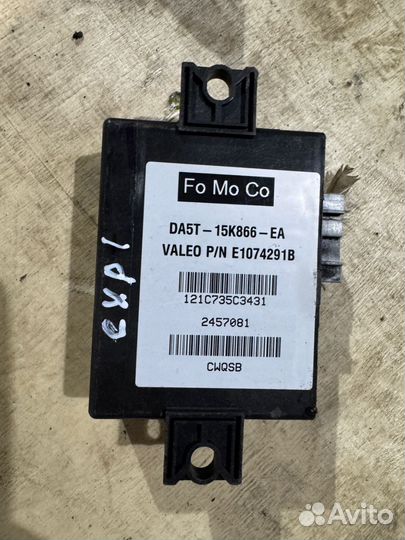 Fo Mo Co
DA5T-15K866-EA
VALEO P/N E1074291B
121C735C3431
2457081
CWQSB
Avito